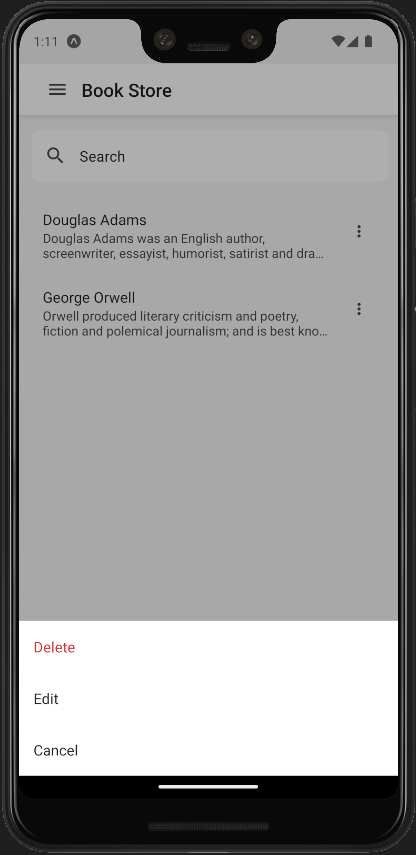 1:11
Book Store
Search
Douglas Adams
Douglas Adams was an English author,
screenwriter, essayist, humorist, satirist and dra...
George Orwell
Orwell produced literary criticism and poetry,
fiction and polemical journalism; and is best kno...
Delete
Edit
Cancel